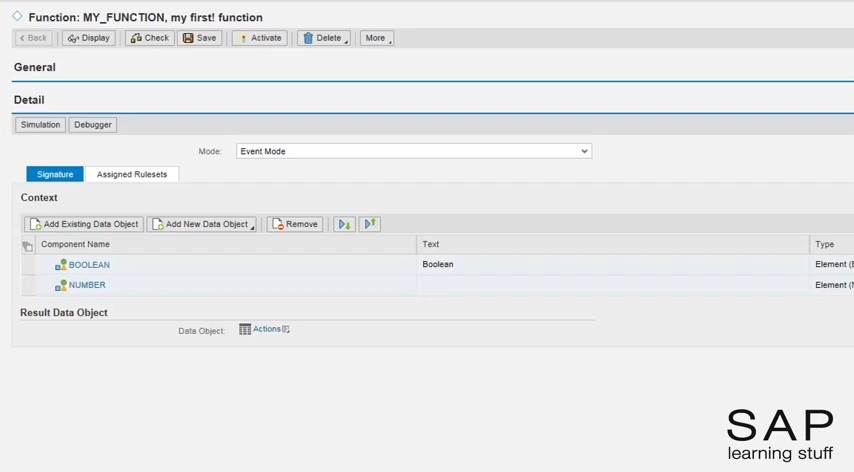 Function: MY_FUNCTION, my first! function
Back Display Check Save Activate Delete More
General
Detail
Simulation Debugger
Mode: Event Mode
Signature Assigned Rulesets
Context
Add Existing Data Object Add New Data Object Remove
Component Name Text Type
BOOLEAN Boolean Element (
NUMBER Element (
Result Data Object
Data Object: Actions
SAP
learning stuff